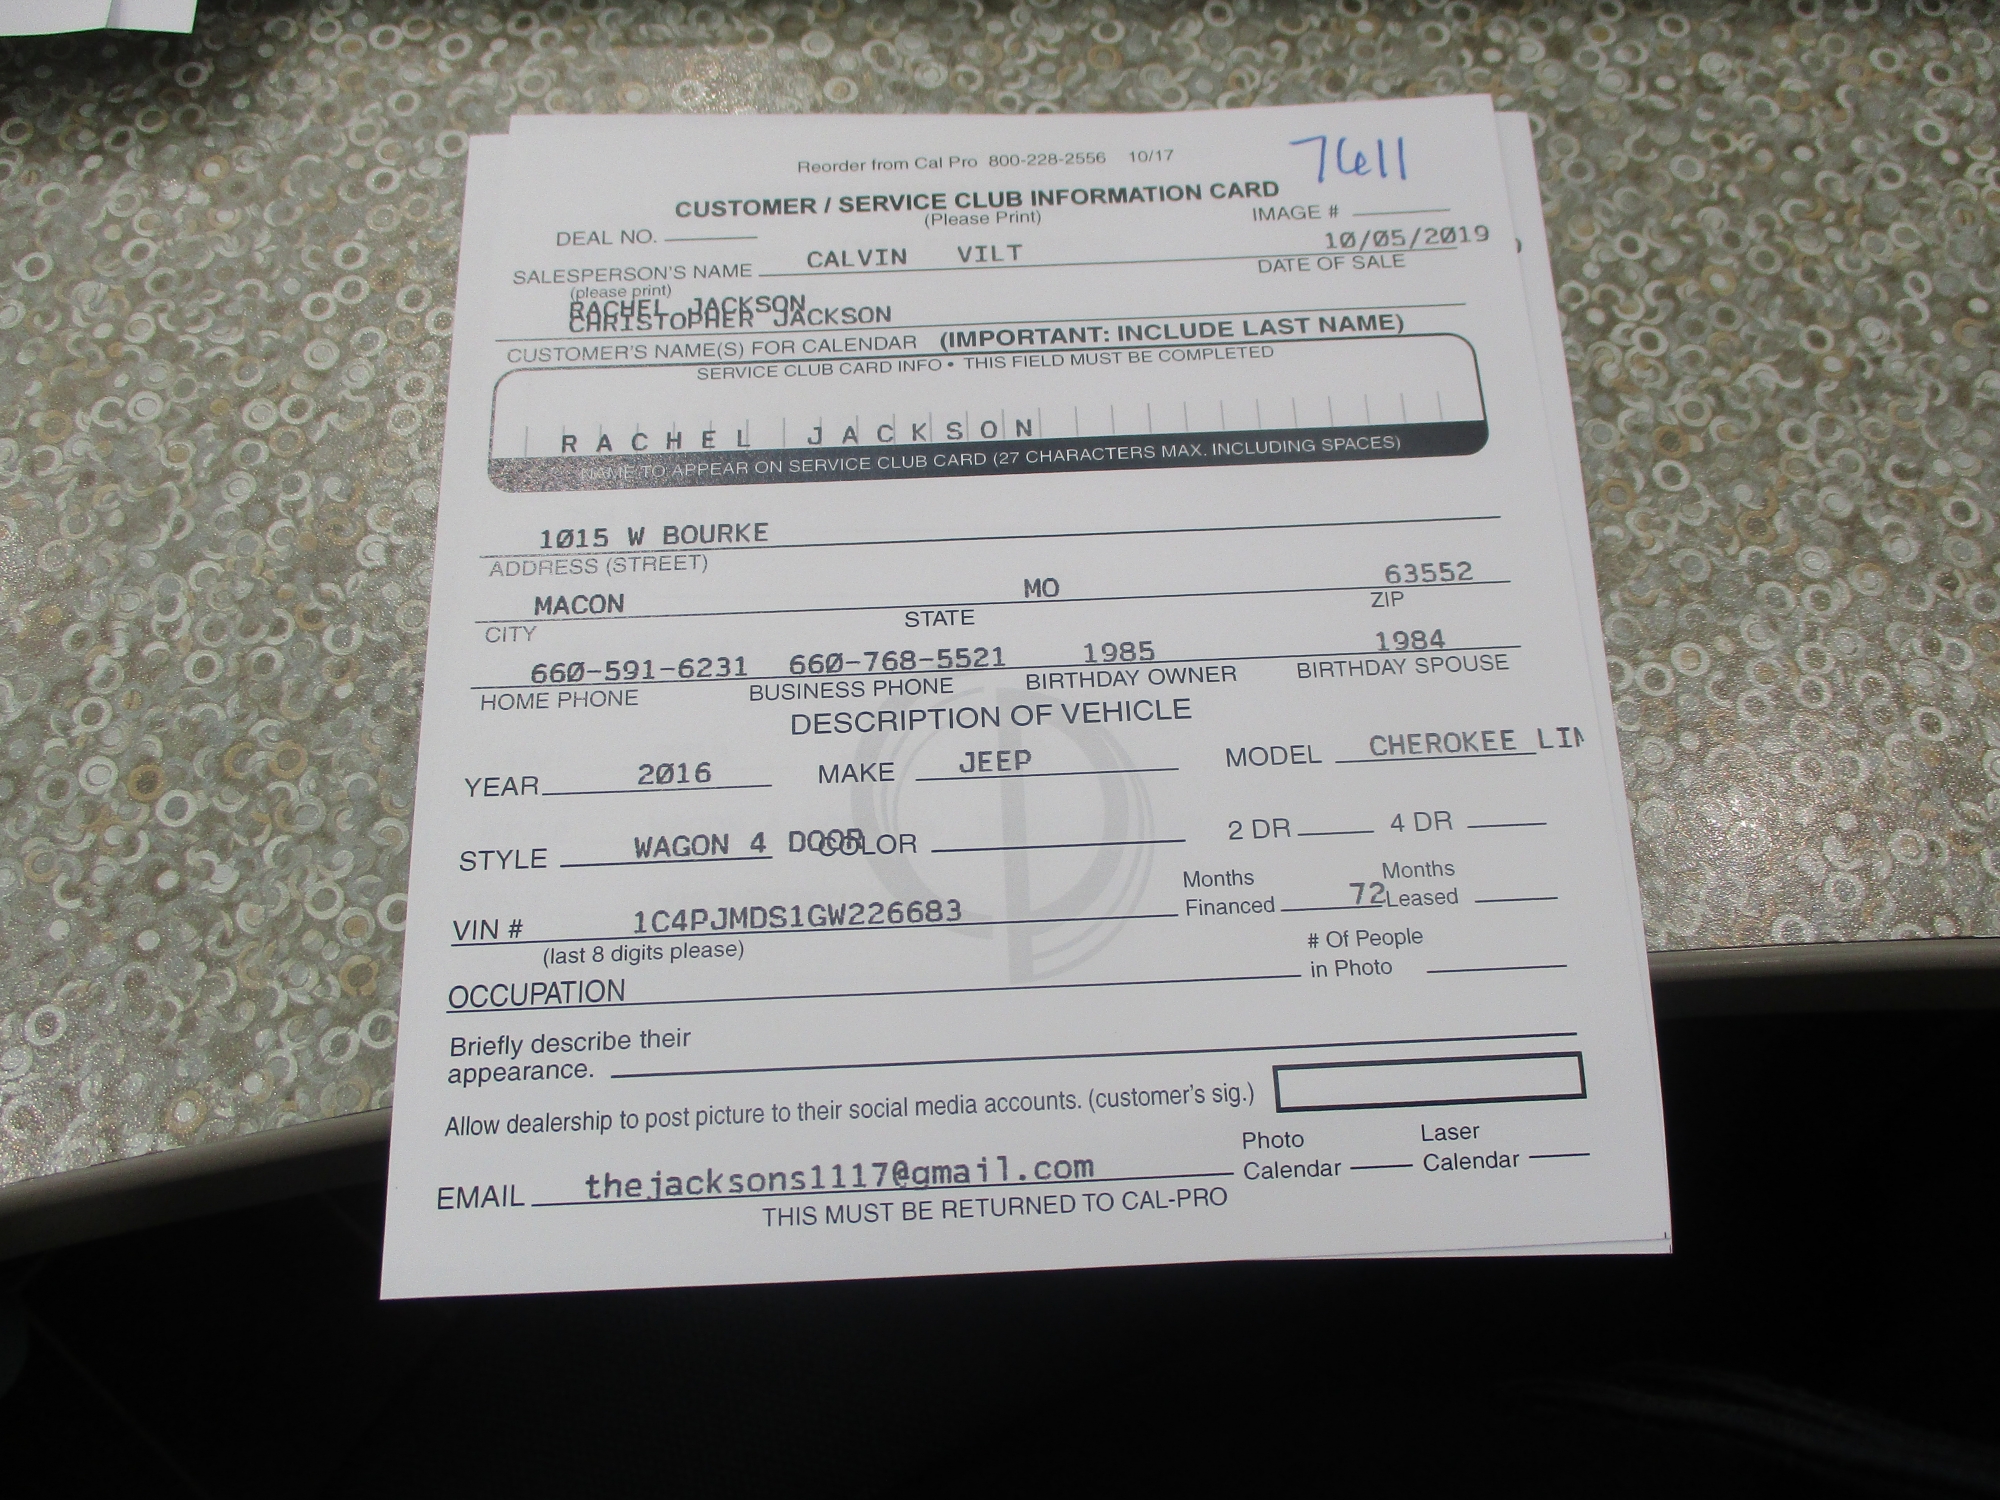 Reorder from Cal Pro 800-228-2556 10/17
7611
CUSTOMER / SERVICE CLUB INFORMATION CARD
(Please Print)
DEAL NO. IMAGE #
SALESPERSON'S NAME CALVIN VILT 10/05/2019
(please print) DATE OF SALE
RACHEL JACKSON
CHRISTOPHER JACKSON
CUSTOMER'S NAME(S) FOR CALENDAR (IMPORTANT: INCLUDE LAST NAME)
SERVICE CLUB CARD INFO • THIS FIELD MUST BE COMPLETED
RACHEL JACKSON
NAME TO APPEAR ON SERVICE CLUB CARD (27 CHARACTERS MAX. INCLUDING SPACES)
1015 W BOURKE
ADDRESS (STREET)
MACON MO 63552
CITY STATE ZIP
660-591-6231 660-768-5521 1985 1984
HOME PHONE BUSINESS PHONE BIRTHDAY OWNER BIRTHDAY SPOUSE
DESCRIPTION OF VEHICLE
YEAR 2016 MAKE JEEP MODEL CHEROKEE LIM
STYLE WAGON 4 DOOR COLOR 2 DR 4 DR
VIN # 1C4PJMDS1GW226683 Months Financed 72 Months Leased
(last 8 digits please)
OCCUPATION # Of People in Photo
Briefly describe their
appearance.
Allow dealership to post picture to their social media accounts. (customer's sig.)
EMAIL thejacksons1117@gmail.com Photo Calendar Laser Calendar
THIS MUST BE RETURNED TO CAL-PRO